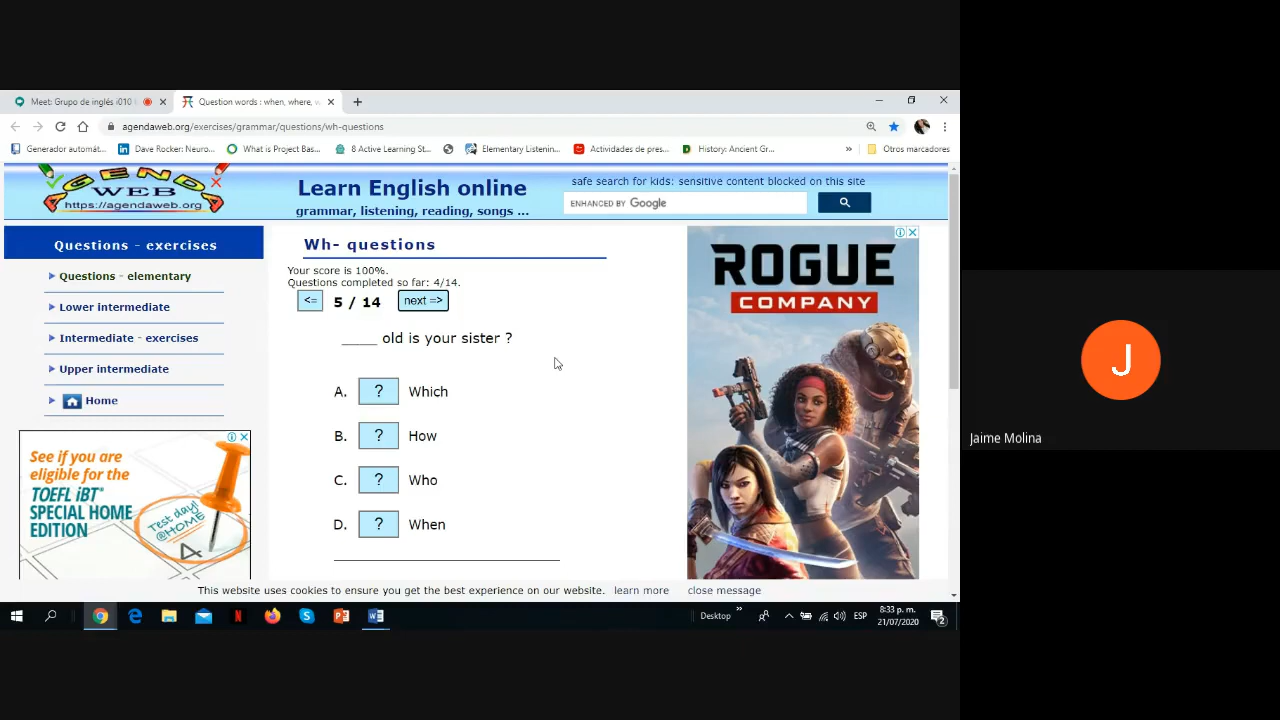 Meet: Grupo de inglés i010
Question words : when, where, w
agendaweb.org/exercises/grammar/questions/wh-questions
Generador automát...
Dave Rocker: Neuro...
What is Project Bas...
8 Active Learning St...
Elementary Listenin...
Actividades de pres...
History: Ancient Gr...
»
Otros marcadores
AGENDA
WEB
https://agendaweb.org
Learn English online
grammar, listening, reading, songs ...
safe search for kids: sensitive content blocked on this site
ENHANCED BY Google
Questions - exercises
Questions - elementary
Lower intermediate
Intermediate - exercises
Upper intermediate
Home
See if you are
eligible for the
TOEFL iBT®
SPECIAL HOME
EDITION
Test day!
@HOME
Wh- questions
Your score is 100%.
Questions completed so far: 4/14.
<=
5 / 14
next =>
_____ old is your sister ?
A. ? Which
B. ? How
C. ? Who
D. ? When
ROGUE
COMPANY
This website uses cookies to ensure you get the best experience on our website. learn more close message
Desktop
»
ESP
8:33 p. m.
21/07/2020
2
J
Jaime Molina